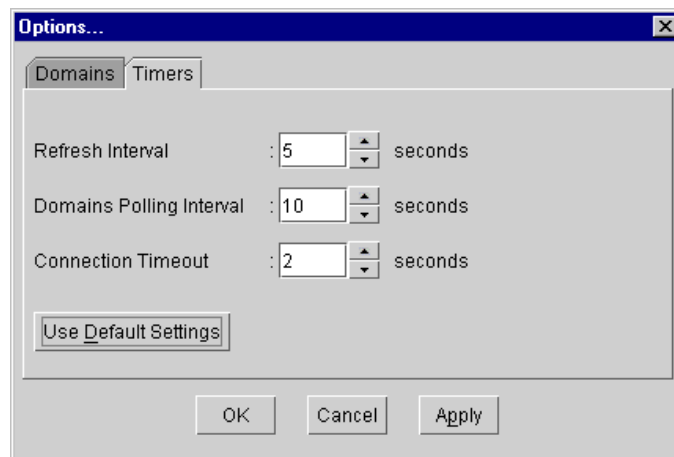 Options...
Domains Timers
Refresh Interval : 5 seconds
Domains Polling Interval : 10 seconds
Connection Timeout : 2 seconds
Use Default Settings
OK Cancel Apply